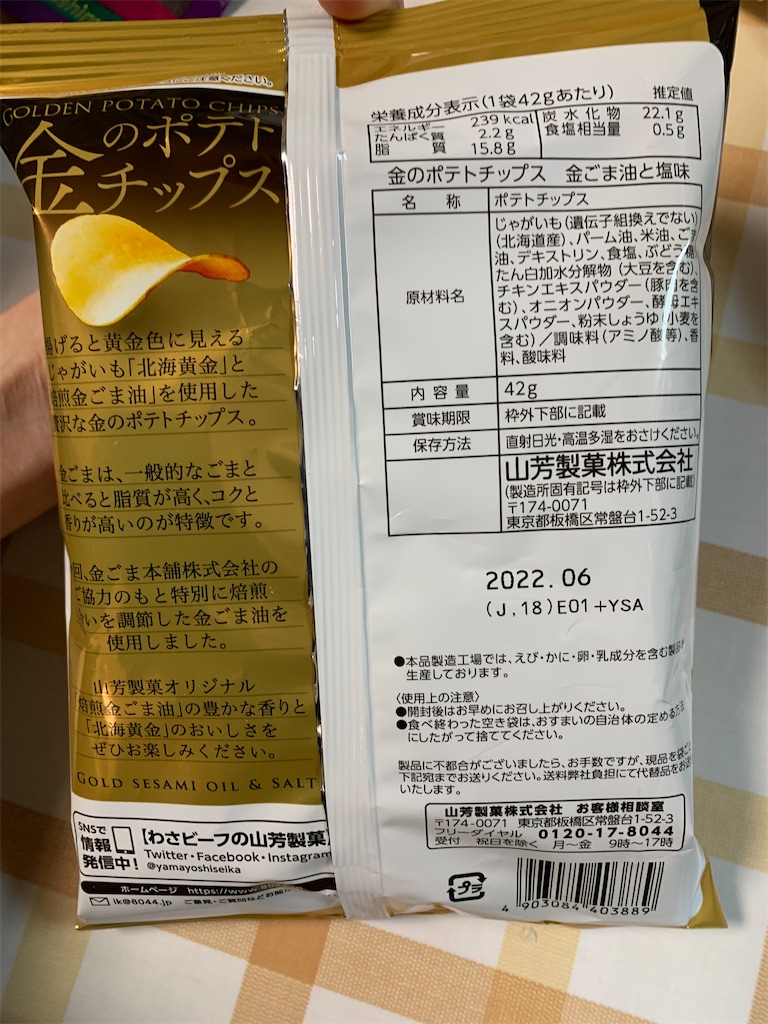 ください。
GOLDEN POTATO CHIPS
金のポテト
チップス
揚げると黄金色に見える
じゃがいも「北海黄金」と
焙煎金ごま油」を使用した
贅沢な金のポテトチップス。
金ごまは、一般的なごまと
比べると脂質が高く、コクと
香りが高いのが特徴です。
回、金ごま本舗株式会社の
ご協力のもと特別に焙煎
合いを調節した金ごま油を
使用しました。
山芳製菓オリジナル
「焙煎金ごま油」の豊かな香りと
「北海黄金」のおいしさを
ぜひお楽しみください。
GOLD SESAMI OIL & SALT
SNSで
情報
発信中!
【わさビーフの山芳製菓】
Twitter・Facebook・Instagram
@yamayoshiseika
ホームページ https://www.80
ik@8044.jp ご意見・ご質問などお
栄養成分表示(1袋42gあたり) 推定値
エネルギー 239kcal 炭水化物 22.1g
たんぱく質 2.2g 食塩相当量 0.5g
脂質 15.8g
金のポテトチップス 金ごま油と塩味
名称 ポテトチップス
原材料名
じゃがいも(遺伝子組換えでない)
(北海道産)、パーム油、米油、ごま
油、デキストリン、食塩、ぶどう糖、
たん白加水分解物(大豆を含む)、
チキンエキスパウダー(豚肉を含
む)、オニオンパウダー、酵母エキ
スパウダー、粉末しょうゆ(小麦を
含む)/調味料(アミノ酸等)、香
料、酸味料
内容量 42g
賞味期限 枠外下部に記載
保存方法 直射日光・高温多湿をおさけください。
山芳製菓株式会社
(製造所固有記号は枠外下部に記載)
〒174-0071
東京都板橋区常盤台1-52-3
2022.06
(J,18)E01+YSA
●本品製造工場では、えび・かに・卵・乳成分を含む製品
生産しております。
〈使用上の注意〉
●開封後はお早めにお召し上がりください。
●食べ終わった空き袋は、おすまいの自治体の定める方法
にしたがって捨ててください。
製品に不都合がございましたら、お手数ですが、現品を袋ごと
下記宛までお送りください。送料弊社負担にて代替品をお送
いたします。
山芳製菓株式会社 お客様相談室
〒174-0071 東京都板橋区常盤台1-52-3
フリーダイヤル 0120-17-8044
受付 祝日を除く 月~金 9時~17時
プラ
4 903084 403889